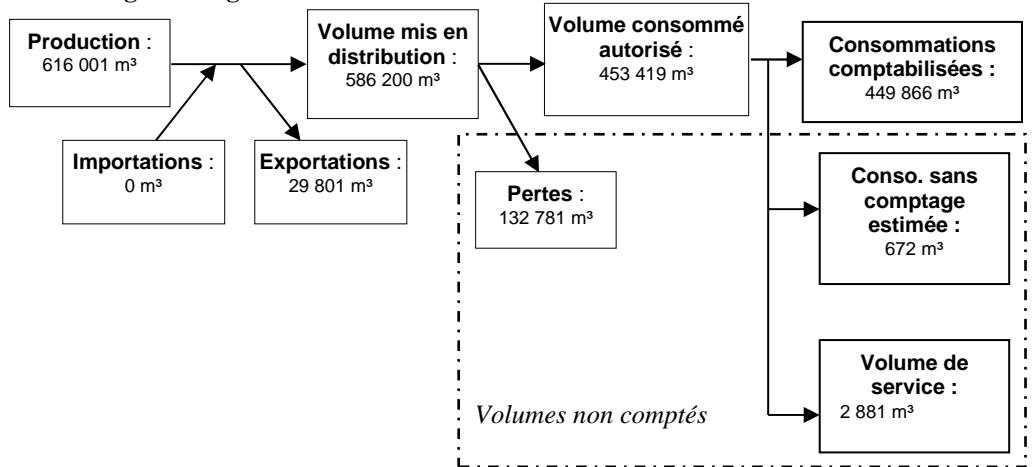 Production :
616 001 m³
Volume mis en
distribution :
586 200 m³
Volume consommé
autorisé :
453 419 m³
Consommations
comptabilisées :
449 866 m³
Importations :
0 m³
Exportations :
29 801 m³
Pertes :
132 781 m³
Conso. sans
comptage
estimée :
672 m³
Volume de
service :
2 881 m³
Volumes non comptés